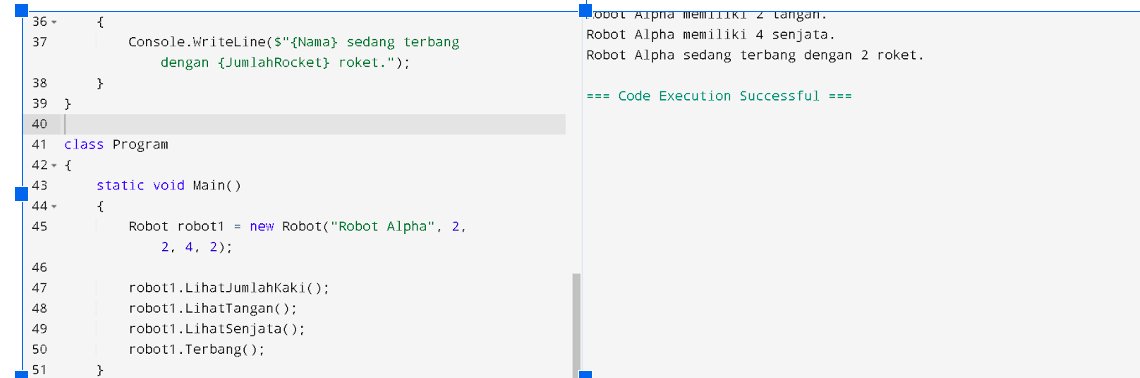 36 {
37 Console.WriteLine($"{Nama} sedang terbang
dengan {JumlahRocket} roket.");
38 }
39 }
40
41 class Program
42 {
43 static void Main()
44 {
45 Robot robot1 = new Robot("Robot Alpha", 2,
2, 4, 2);
46
47 robot1.LihatJumlahKaki();
48 robot1.LihatTangan();
49 robot1.LihatSenjata();
50 robot1.Terbang();
51 }
Robot Alpha memiliki 2 tangan.
Robot Alpha memiliki 4 senjata.
Robot Alpha sedang terbang dengan 2 roket.
=== Code Execution Successful ===